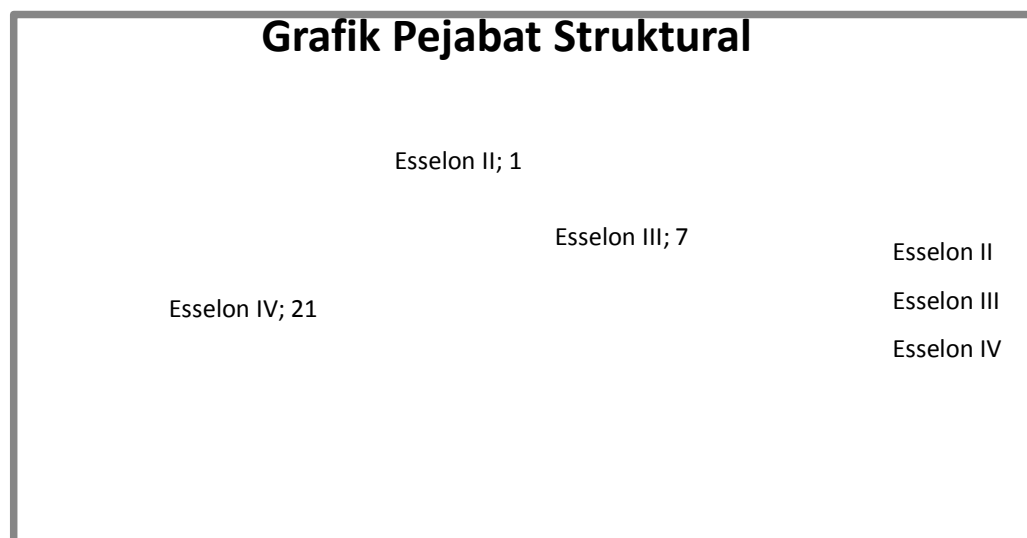 Grafik Pejabat Struktural
Esselon II; 1
Esselon III; 7
Esselon IV; 21
Esselon II
Esselon III
Esselon IV